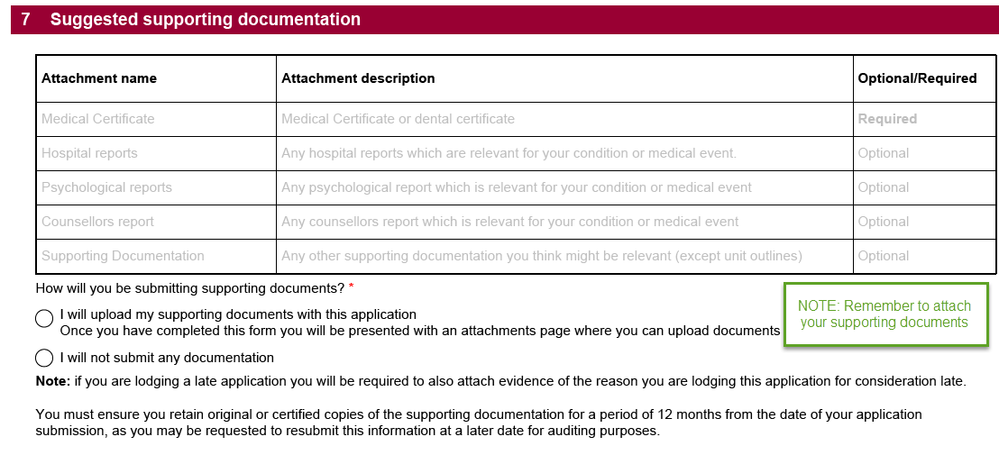 7 Suggested supporting documentation
Attachment name Attachment description Optional/Required
Medical Certificate Medical Certificate or dental certificate Required
Hospital reports Any hospital reports which are relevant for your condition or medical event. Optional
Psychological reports Any psychological report which is relevant for your condition or medical event Optional
Counsellors report Any counsellors report which is relevant for your condition or medical event Optional
Supporting Documentation Any other supporting documentation you think might be relevant (except unit outlines) Optional
How will you be submitting supporting documents? *
I will upload my supporting documents with this application
Once you have completed this form you will be presented with an attachments page where you can upload documents
NOTE: Remember to attach
your supporting documents
I will not submit any documentation
Note: if you are lodging a late application you will be required to also attach evidence of the reason you are lodging this application for consideration late.
You must ensure you retain original or certified copies of the supporting documentation for a period of 12 months from the date of your application
submission, as you may be requested to resubmit this information at a later date for auditing purposes.